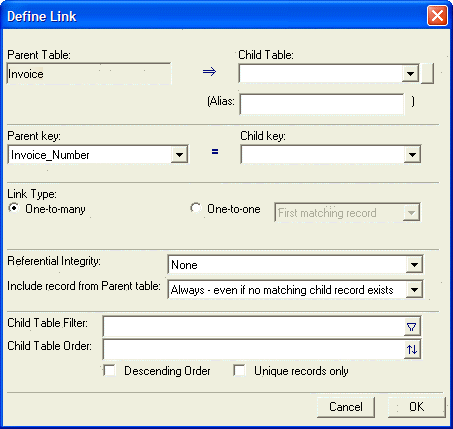 Define Link
Parent Table: Child Table:
Invoice ⇒
(Alias: )
Parent key: Child key:
Invoice_Number =
Link Type:
One-to-many One-to-one First matching record
Referential Integrity: None
Include record from Parent table: Always - even if no matching child record exists
Child Table Filter:
Child Table Order:
Descending Order Unique records only
Cancel OK